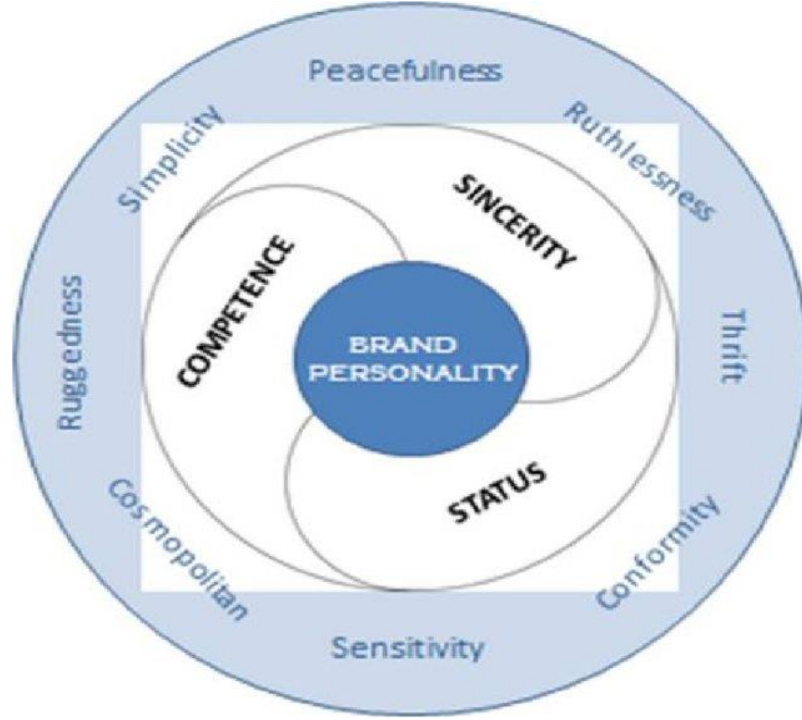 Peacefulness
Simplicity
Ruthlessness
SINCERITY
COMPETENCE
Ruggedness
BRAND
PERSONALITY
Thrift
STATUS
Cosmopolitan
Conformity
Sensitivity